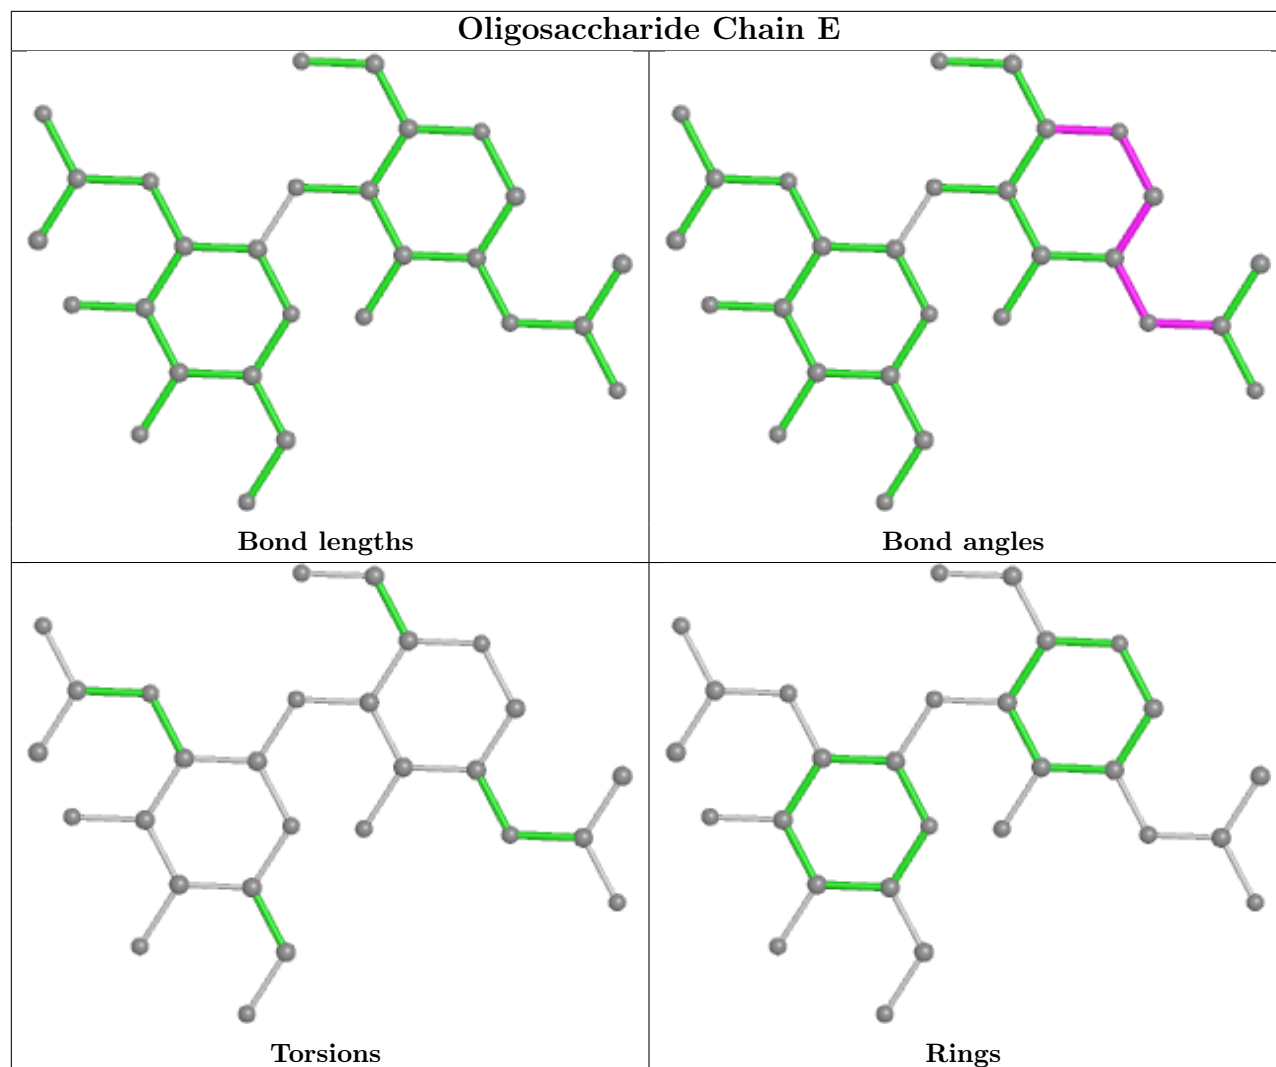 Oligosaccharide Chain E
Bond lengths
Bond angles
Torsions
Rings